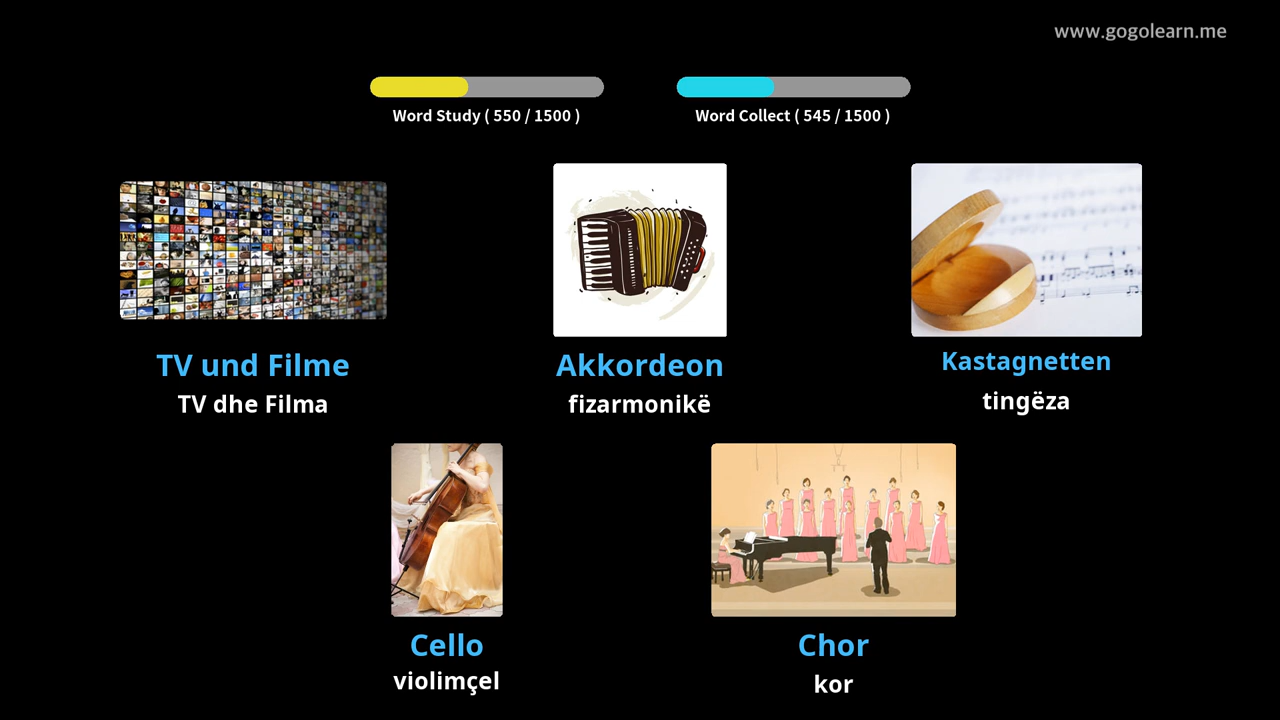 www.gogolearn.me
Word Study ( 550 / 1500 )
Word Collect ( 545 / 1500 )
TV und Filme
TV dhe Filma
Akkordeon
fizarmonikë
Kastagnetten
tingëza
Cello
violimçel
Chor
kor